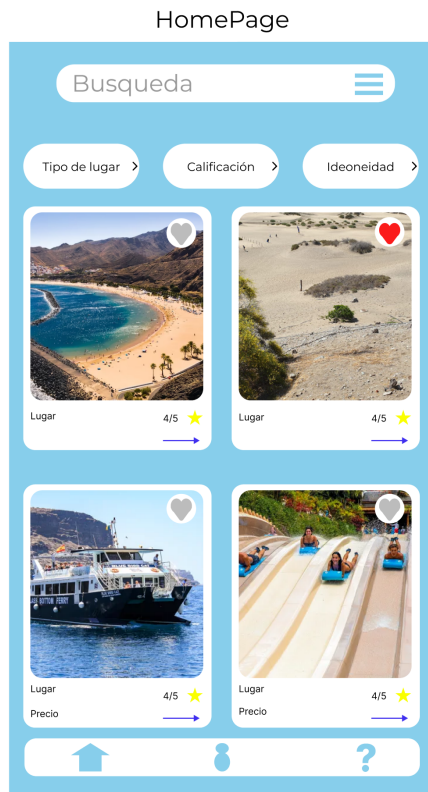 HomePage
Busqueda
Tipo de lugar
Calificación
Ideoneidad
Lugar
4/5
Lugar
4/5
Lugar
4/5
Precio
Lugar
4/5
Precio
?